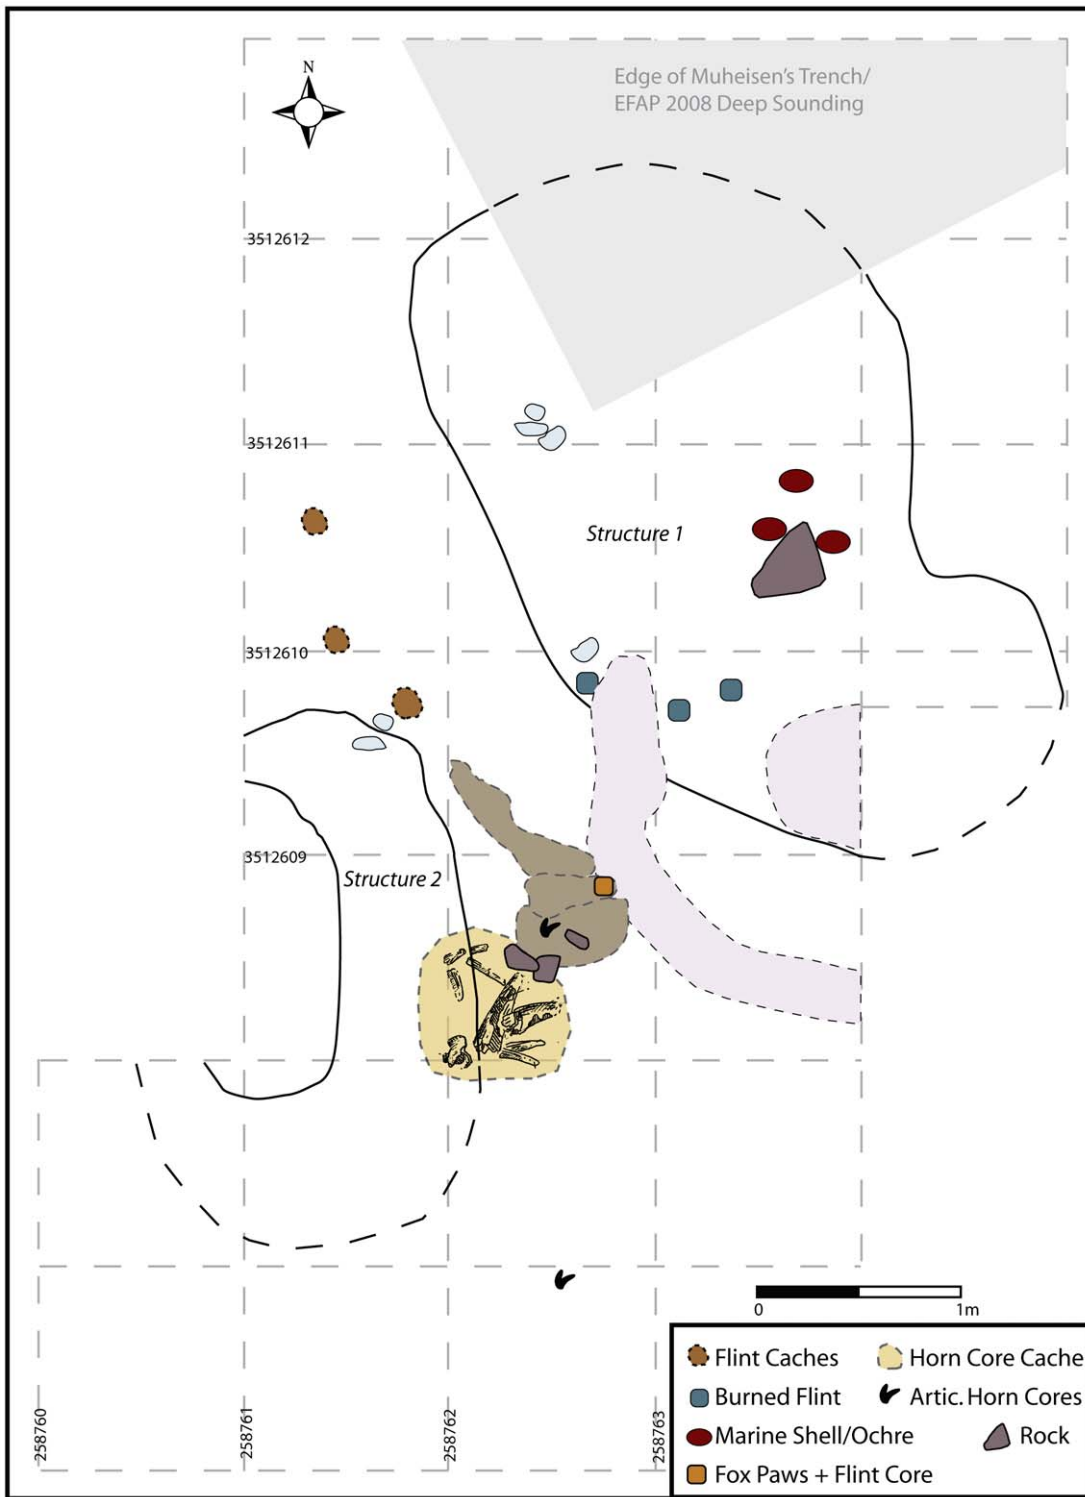 N
Edge of Muheisen's Trench/
EFAP 2008 Deep Sounding
3512612
3512611
Structure 1
3512610
3512609
Structure 2
0 1m
258760
258761
258762
258763
Flint Caches
Horn Core Cache
Burned Flint
Artic. Horn Cores
Marine Shell/Ochre
Rock
Fox Paws + Flint Core